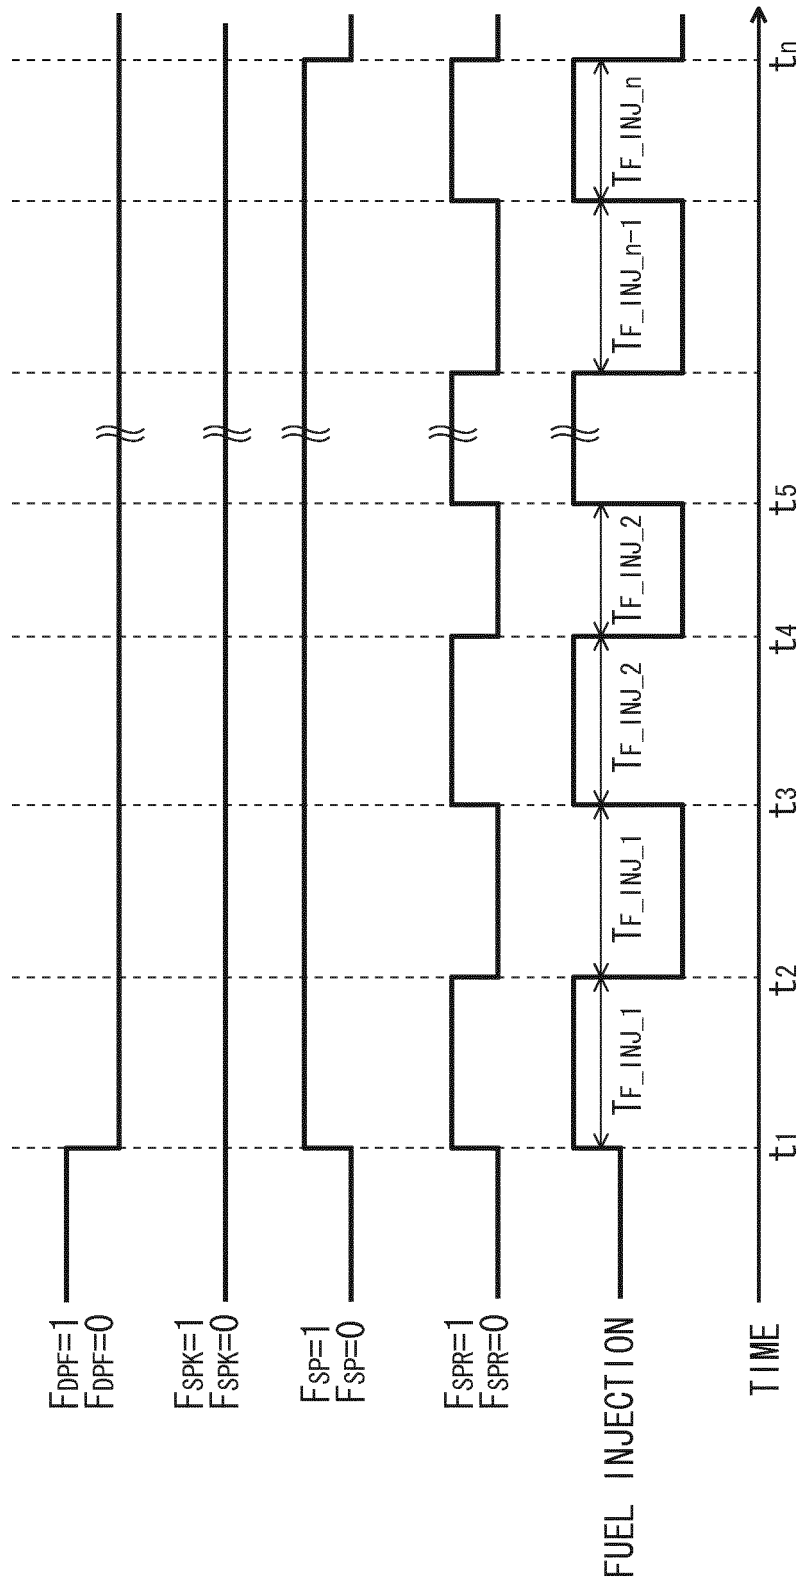 FDPF=1
FDPF=0
FSPK=1
FSPK=0
FSP=1
FSP=0
FSPR=1
FSPR=0
FUEL INJECTION
TF_INJ_1
TF_INJ_1
TF_INJ_2
TF_INJ_2
TF_INJ_n-1
TF_INJ_n
TIME
t1
t2
t3
t4
t5
tn